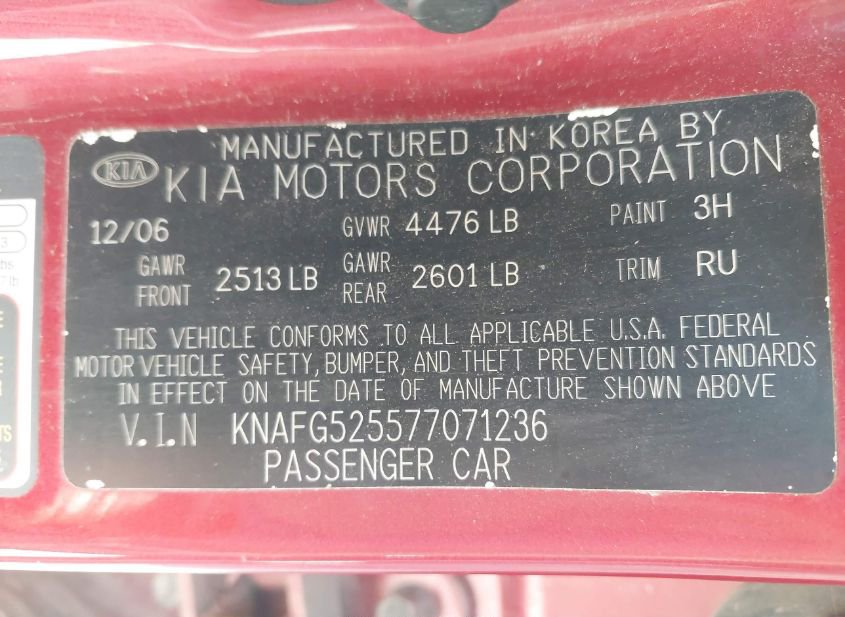 MANUFACTURED IN KOREA BY
KIA KIA MOTORS CORPORATION
12/06 GVWR 4476 LB PAINT 3H
GAWR FRONT 2513 LB GAWR REAR 2601 LB TRIM RU
THIS VEHICLE CONFORMS TO ALL APPLICABLE U.S.A. FEDERAL
MOTOR VEHICLE SAFETY, BUMPER, AND THEFT PREVENTION STANDARDS
IN EFFECT ON THE DATE OF MANUFACTURE SHOWN ABOVE
V.I.N KNAFG525577071236
PASSENGER CAR